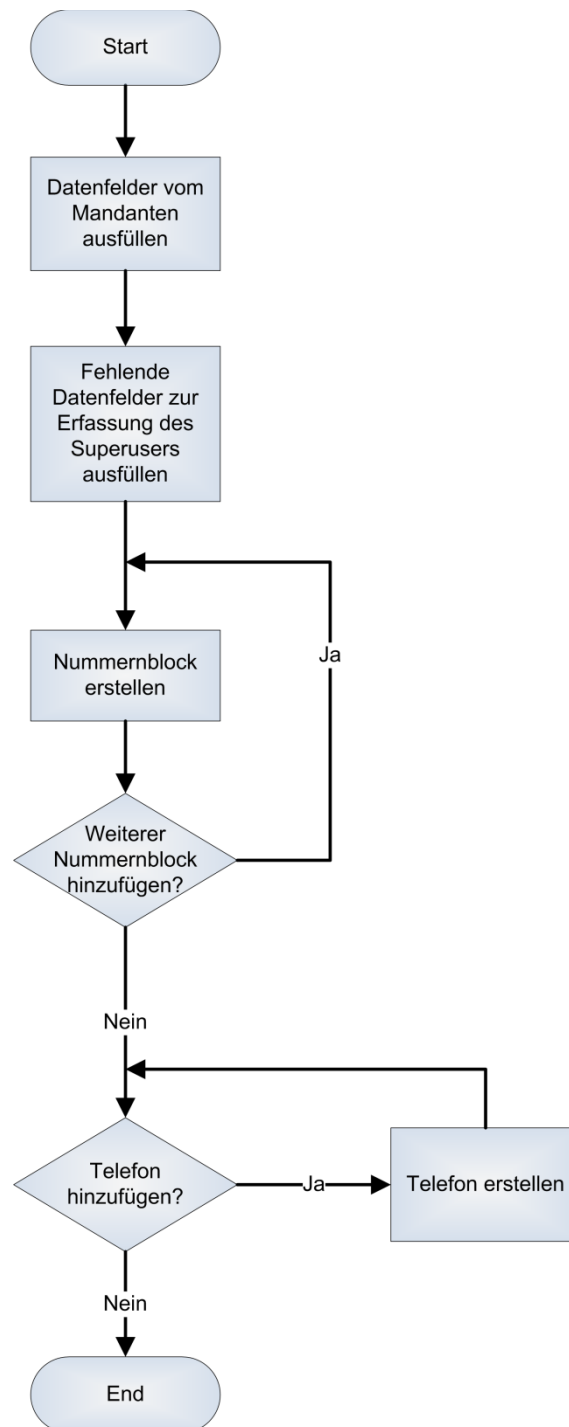 Start
Datenfelder vom
Mandanten
ausfüllen
Fehlende
Datenfelder zur
Erfassung des
Superusers
ausfüllen
Nummernblock
erstellen
Ja
Weiterer
Nummernblock
hinzufügen?
Nein
Telefon
hinzufügen?
Ja
Telefon erstellen
Nein
End